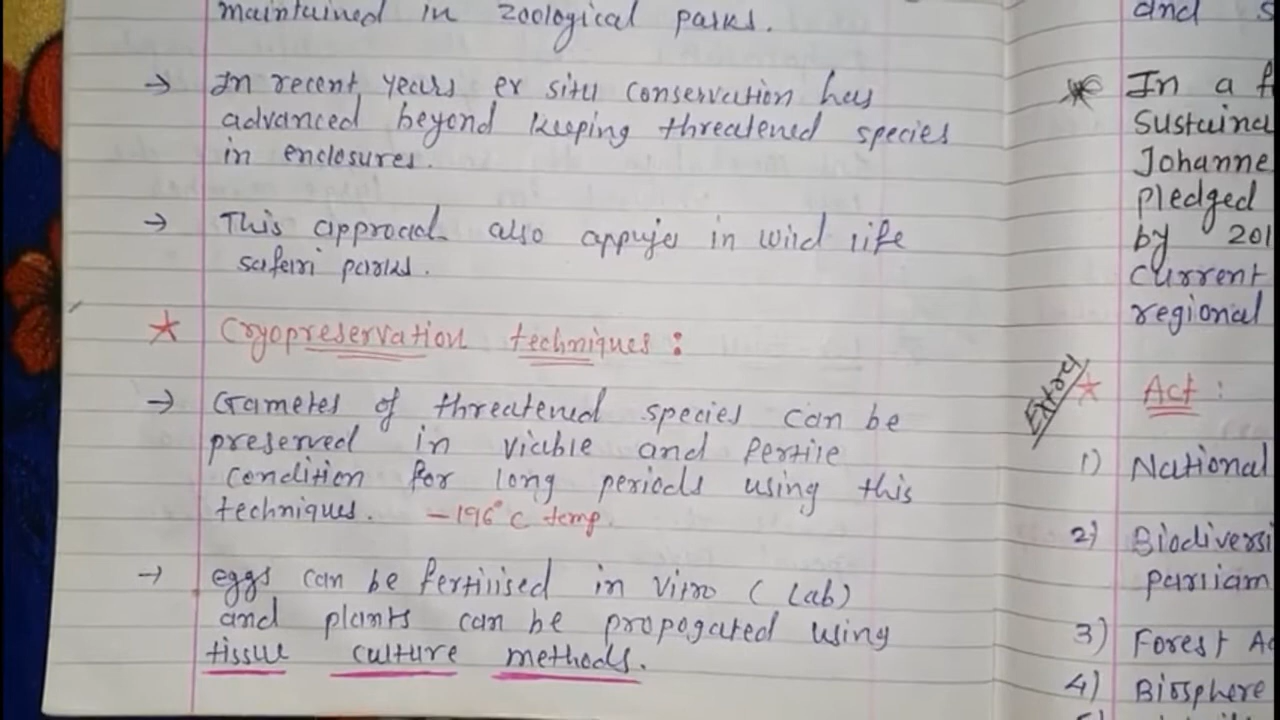 maintained in zoological parks.
→ In recent years ex situ conservation has
advanced beyond keeping threatened species
in enclosures.
→ This approach also applies in wild life
safari parks.
★ Cryopreservation techniques :
→ Gametes of threatened species can be
preserved in viable and fertile
condition for long periods using this
techniques. -196°C temp.
→ eggs can be fertilised in vitro (Lab)
and plants can be propagated using
tissue culture methods.
and s
In a f
Sustaina
Johanne
pledged
by 201
current
regional
Extra
★ Act :
1) National
2) Biodiversi
parliam
3) Forest Ac
4) Biosphere